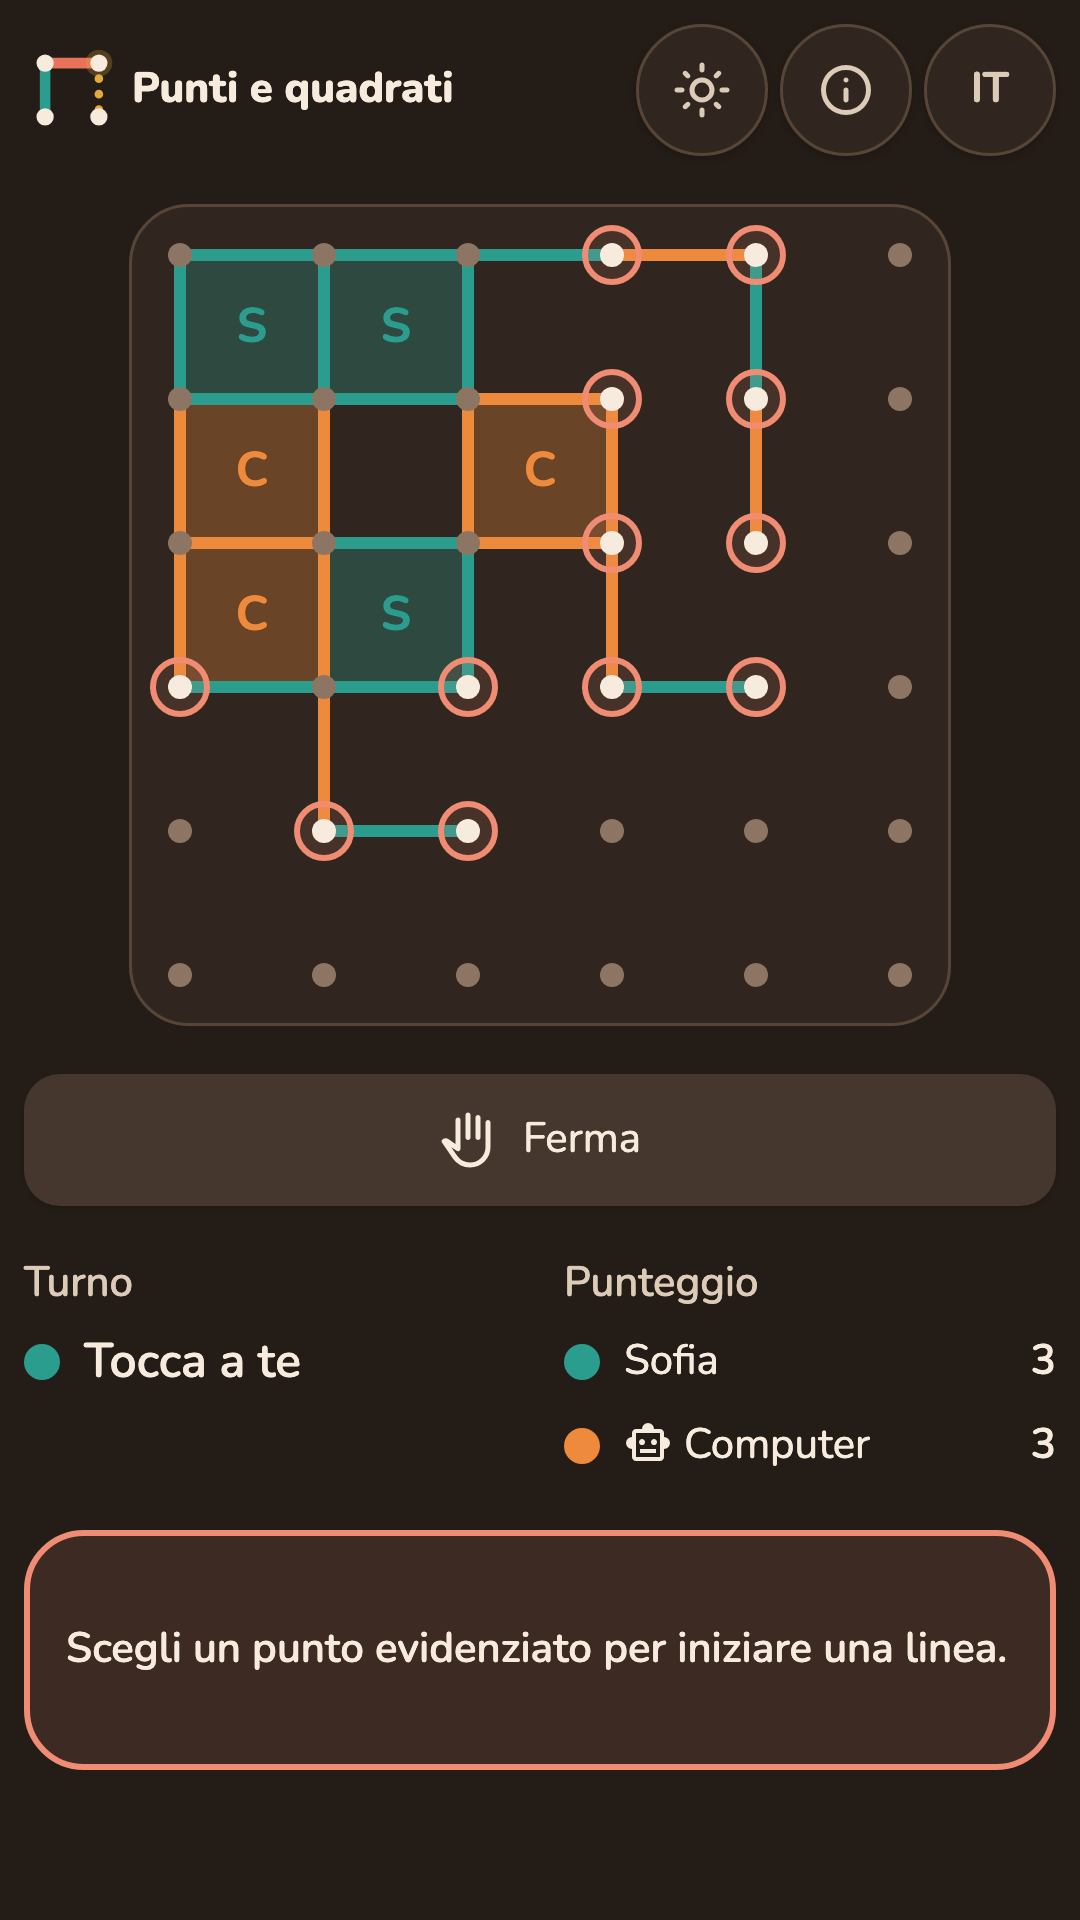 Punti e quadrati
IT
S S
C C
C S
Ferma
Turno
Tocca a te
Punteggio
Sofia 3
Computer 3
Scegli un punto evidenziato per iniziare una linea.